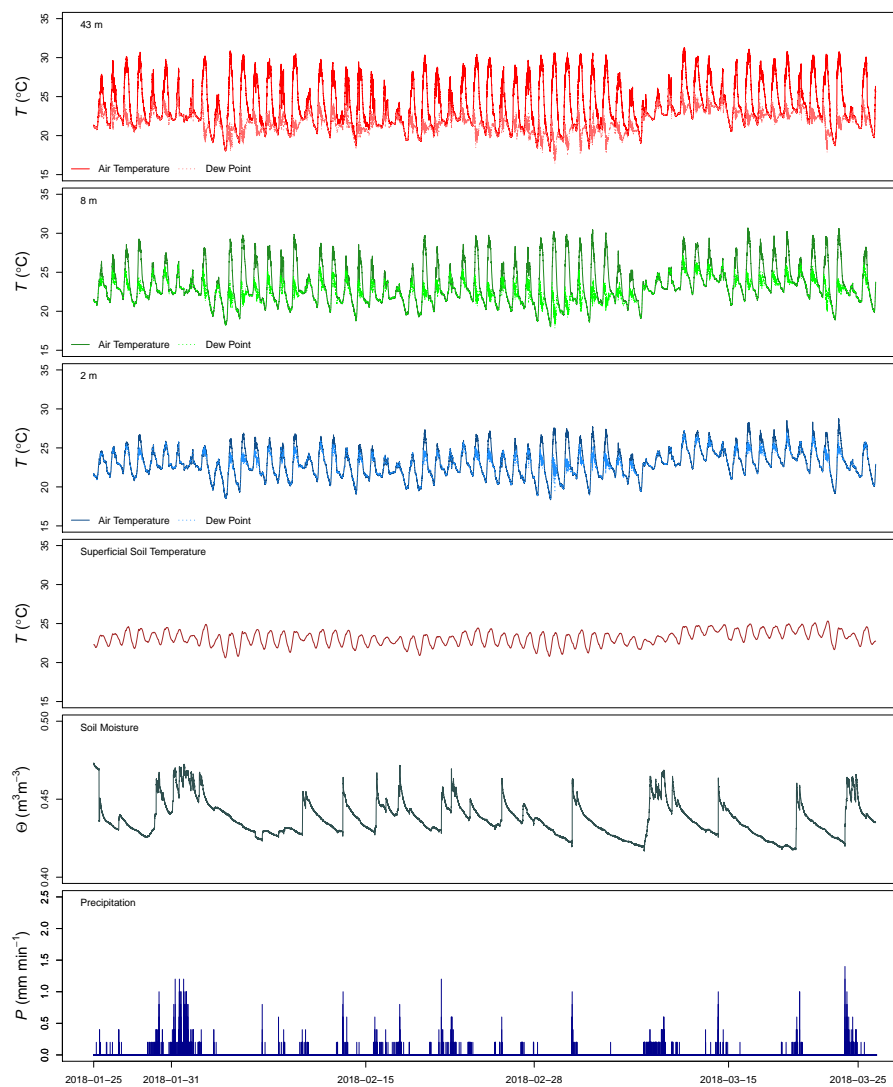 43 m
T (°C)
35
30
25
20
15
Air Temperature Dew Point
8 m
T (°C)
35
30
25
20
15
Air Temperature Dew Point
2 m
T (°C)
35
30
25
20
15
Air Temperature Dew Point
Superficial Soil Temperature
T (°C)
35
30
25
20
15
Soil Moisture
Θ (m³m⁻³)
0.50
0.45
0.40
Precipitation
P (mm min⁻¹)
2.5
2.0
1.5
1.0
0.5
0.0
2018−01−25 2018−01−31 2018−02−15 2018−02−28 2018−03−15 2018−03−25